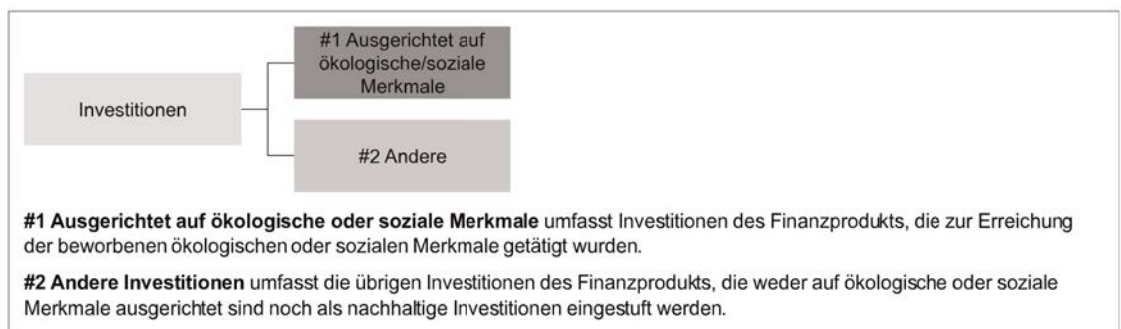 #1 Ausgerichtet auf
ökologische/soziale
Merkmale
Investitionen
#2 Andere
#1 Ausgerichtet auf ökologische oder soziale Merkmale umfasst Investitionen des Finanzprodukts, die zur Erreichung
der beworbenen ökologischen oder sozialen Merkmale getätigt wurden.
#2 Andere Investitionen umfasst die übrigen Investitionen des Finanzprodukts, die weder auf ökologische oder soziale
Merkmale ausgerichtet sind noch als nachhaltige Investitionen eingestuft werden.